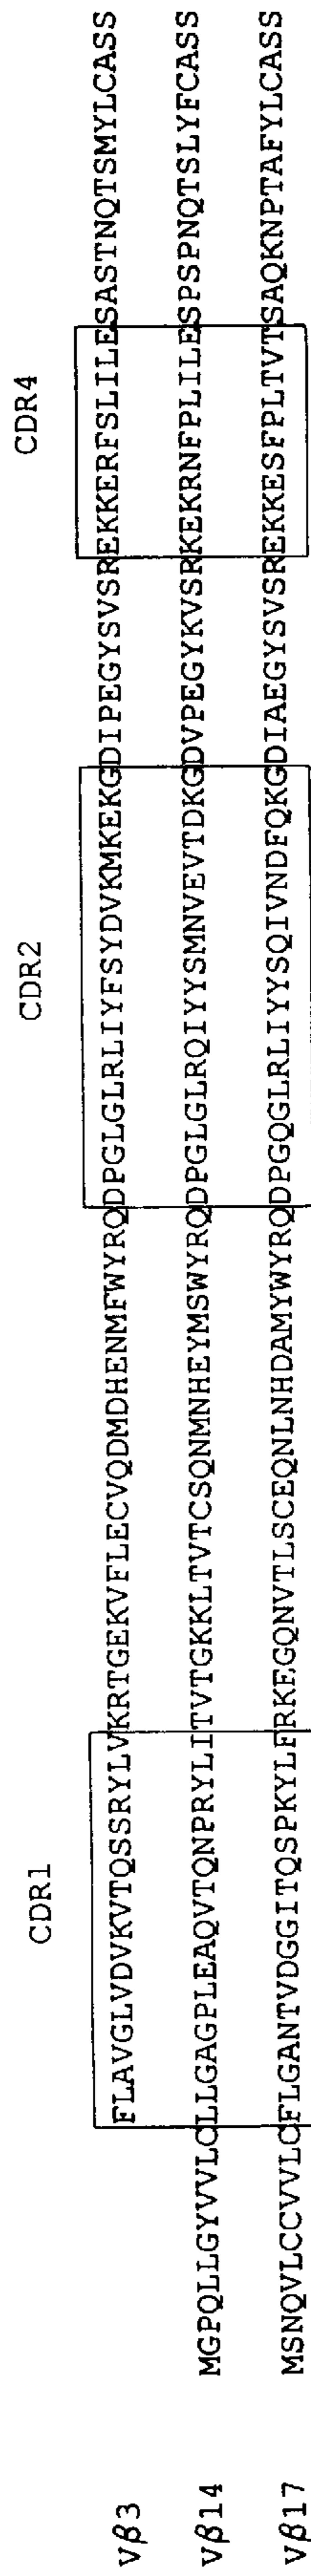 CDR1 CDR2 CDR4
Vβ3 FLAVGLVDVKVTQSSRYLVKRTGEKVFLECVQDMDHENMFWYRQDPGLGLRLIYFSYDVKMKEKGDIPEGYSVSREKKERFSLILESASTNQTSMYLCASS
Vβ14 MGPQLLGYVVLCLLGAGPLEAQVTQNPRYLITVTGKKLTVTCSQNMNHEYMSWYRQDPGLGLRQIYYSMNVEVTDKGDVPEGYKVSRKEKRNFPLILESPSPNQTSLYFCASS
Vβ17 MSNQVLCCVVLCFLGANTVDGGITQSPKYLFRKEGQNVTLSCEQNLNHDAMYWYRQDPGQGLRLIYYSQIVNDFQKGDIAEGYSVSREKKESFPLTVTSAQKNPTAFYLCASS